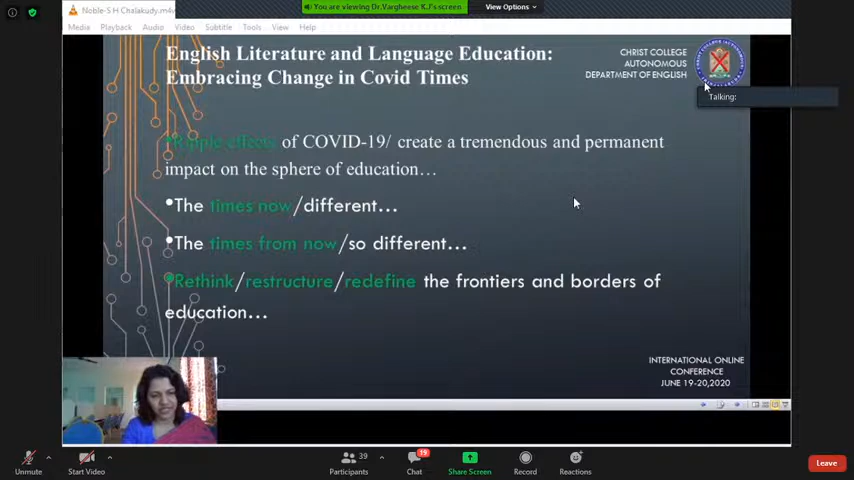 You are viewing Dr.Varghese K.J's screen
View Options
Noble-S H Chalakudy.m4v
Media Playback Audio Video Subtitle Tools View Help
English Literature and Language Education:
Embracing Change in Covid Times
CHRIST COLLEGE
AUTONOMOUS
DEPARTMENT OF ENGLISH
Talking:
•Ripple effects of COVID-19/ create a tremendous and permanent
impact on the sphere of education…
•The times now/different…
•The times from now/so different…
•Rethink/restructure/redefine the frontiers and borders of
education…
INTERNATIONAL ONLINE
CONFERENCE
JUNE 19-20,2020
Unmute
Start Video
39
Participants
19
Chat
Share Screen
Record
Reactions
Leave